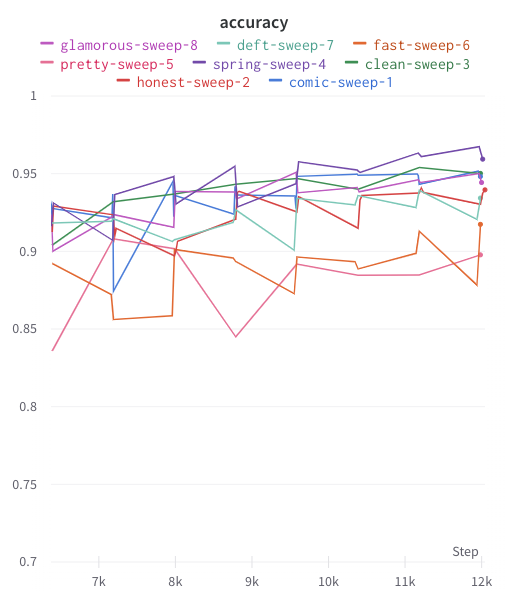 accuracy
glamorous-sweep-8 deft-sweep-7 fast-sweep-6
pretty-sweep-5 spring-sweep-4 clean-sweep-3
honest-sweep-2 comic-sweep-1
1
0.95
0.9
0.85
0.8
0.75
0.7
Step
7k 8k 9k 10k 11k 12k